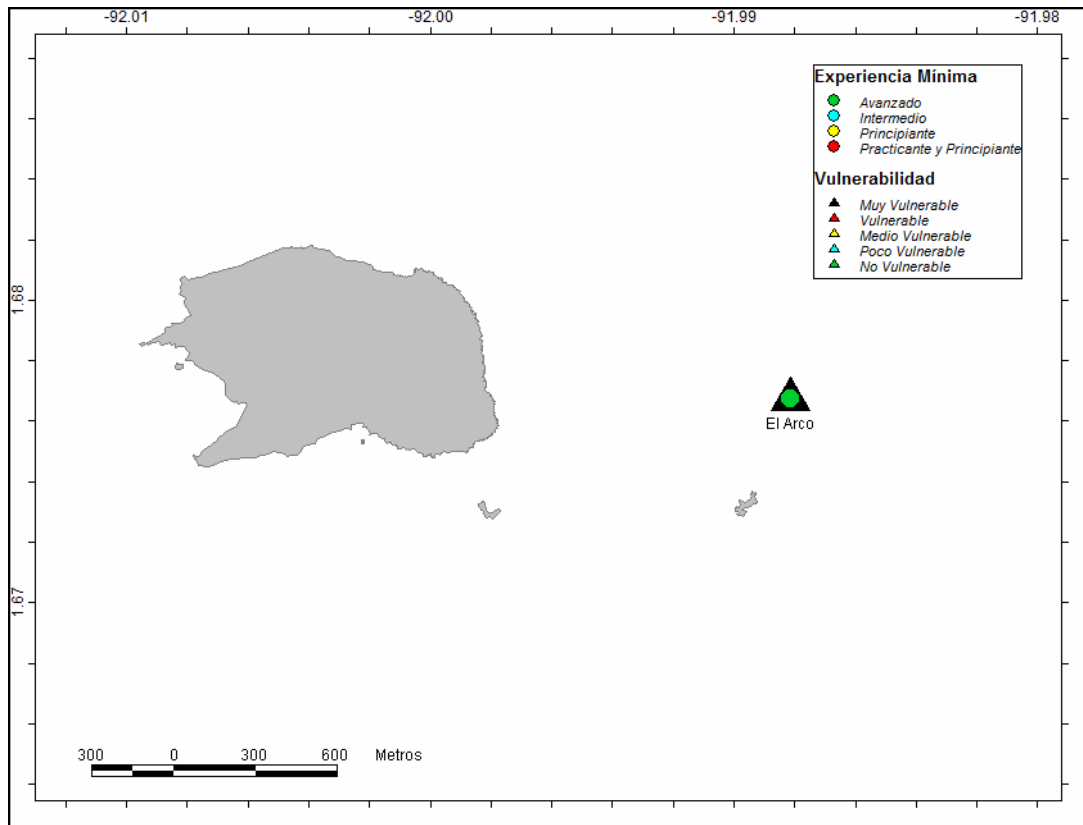 -92.01 -92.00 -91.99 -91.98
Experiencia Mínima
Avanzado
Intermedio
Principiante
Practicante y Principiante
Vulnerabilidad
Muy Vulnerable
Vulnerable
Medio Vulnerable
Poco Vulnerable
No Vulnerable
1.68
El Arco
1.67
300 0 300 600 Metros